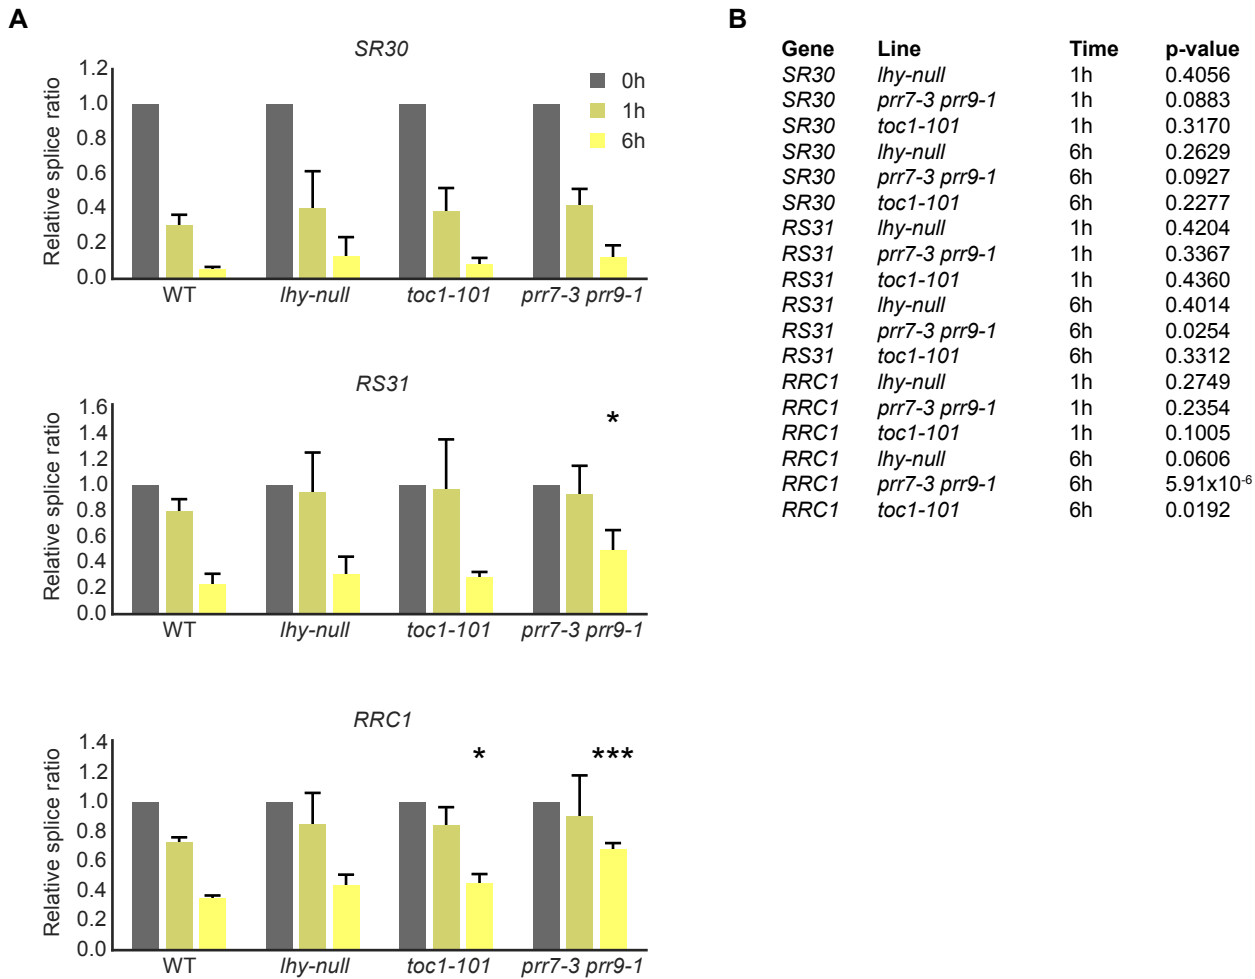 A
SR30
Relative splice ratio
1.2
1.0
0.8
0.6
0.4
0.2
0.0
0h
1h
6h
WT lhy-null toc1-101 prr7-3 prr9-1
RS31
Relative splice ratio
1.6
1.4
1.2
1.0
0.8
0.6
0.4
0.2
0.0
*
WT lhy-null toc1-101 prr7-3 prr9-1
RRC1
Relative splice ratio
1.4
1.2
1.0
0.8
0.6
0.4
0.2
0.0
* ***
WT lhy-null toc1-101 prr7-3 prr9-1
B
Gene Line Time p-value
SR30 lhy-null 1h 0.4056
SR30 prr7-3 prr9-1 1h 0.0883
SR30 toc1-101 1h 0.3170
SR30 lhy-null 6h 0.2629
SR30 prr7-3 prr9-1 6h 0.0927
SR30 toc1-101 6h 0.2277
RS31 lhy-null 1h 0.4204
RS31 prr7-3 prr9-1 1h 0.3367
RS31 toc1-101 1h 0.4360
RS31 lhy-null 6h 0.4014
RS31 prr7-3 prr9-1 6h 0.0254
RS31 toc1-101 6h 0.3312
RRC1 lhy-null 1h 0.2749
RRC1 prr7-3 prr9-1 1h 0.2354
RRC1 toc1-101 1h 0.1005
RRC1 lhy-null 6h 0.0606
RRC1 prr7-3 prr9-1 6h 5.91x10⁻⁶
RRC1 toc1-101 6h 0.0192